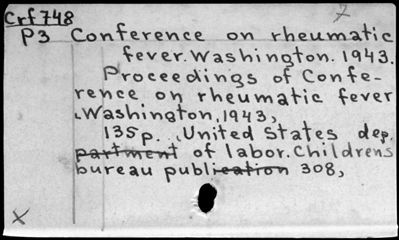 Crf748
7
P3 Conference on rheumatic
fever. Washington. 1943.
Proceedings of Confe-
rence on rheumatic fever
Washington, 1943,
135p. United States dep.
partment of labor. Childrens
bureau publication 308,
X